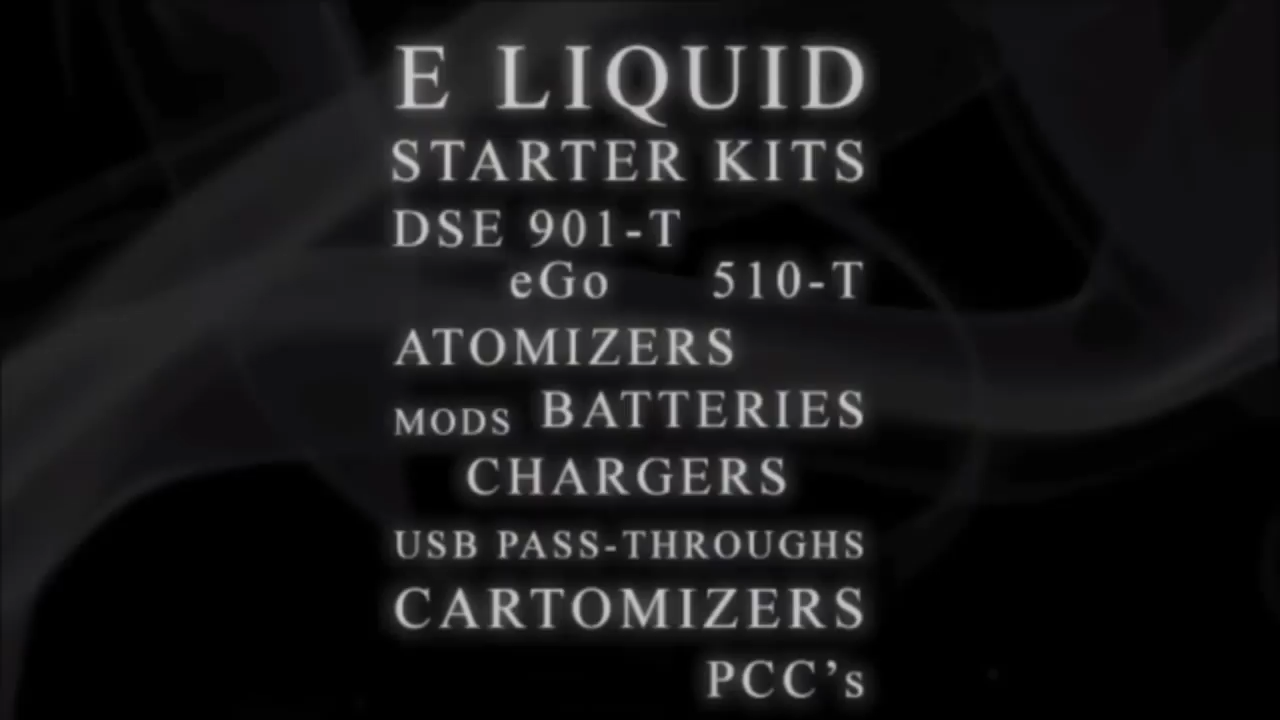 E LIQUID
STARTER KITS
DSE 901-T
eGo 510-T
ATOMIZERS
MODS BATTERIES
CHARGERS
USB PASS-THROUGHS
CARTOMIZERS
PCC's